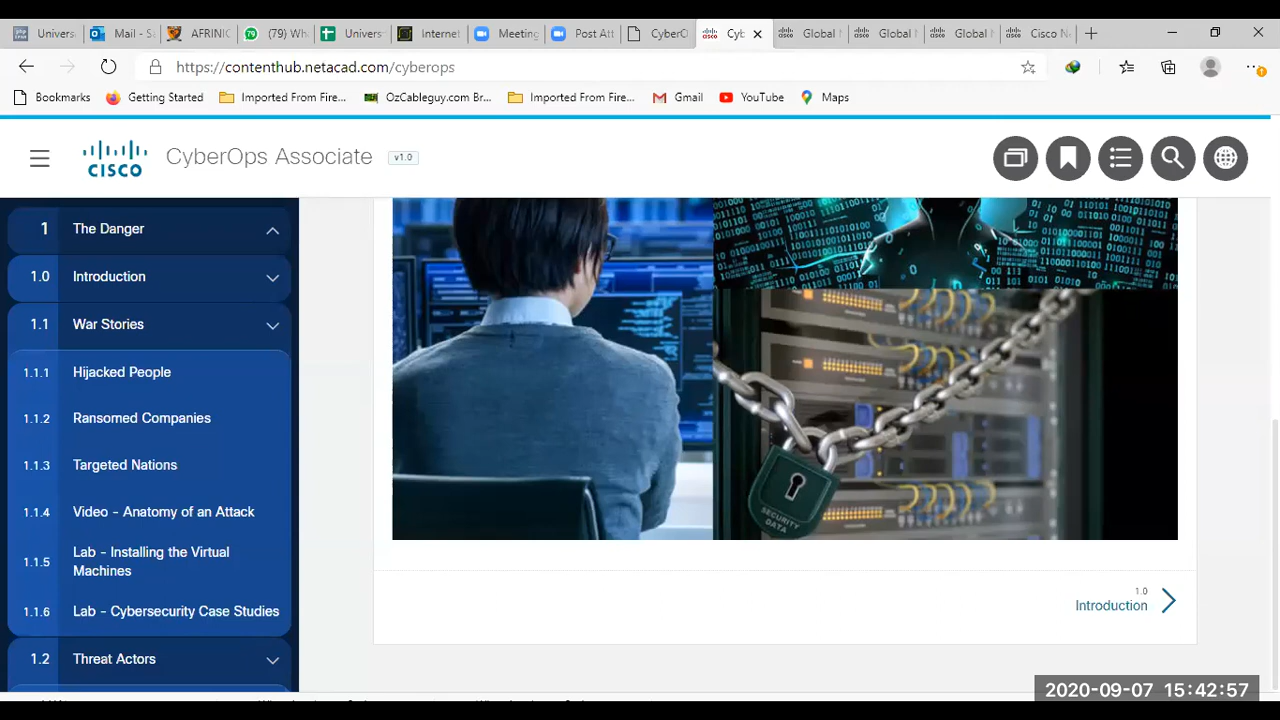 Univers
Mail - S
AFRINIC
(79) Wh
Univers
Internet
Meeting
Post Att
CyberO
Cyb
Global N
Global N
Global N
Cisco N
https://contenthub.netacad.com/cyberops
Bookmarks
Getting Started
Imported From Fire...
OzCableguy.com Br...
Imported From Fire...
Gmail
YouTube
Maps
CISCO
CyberOps Associate
v1.0
1 The Danger
1.0 Introduction
1.1 War Stories
1.1.1 Hijacked People
1.1.2 Ransomed Companies
1.1.3 Targeted Nations
1.1.4 Video - Anatomy of an Attack
1.1.5 Lab - Installing the Virtual
Machines
1.1.6 Lab - Cybersecurity Case Studies
1.2 Threat Actors
SECURITY
DATA
1.0
Introduction
2020-09-07 15:42:57